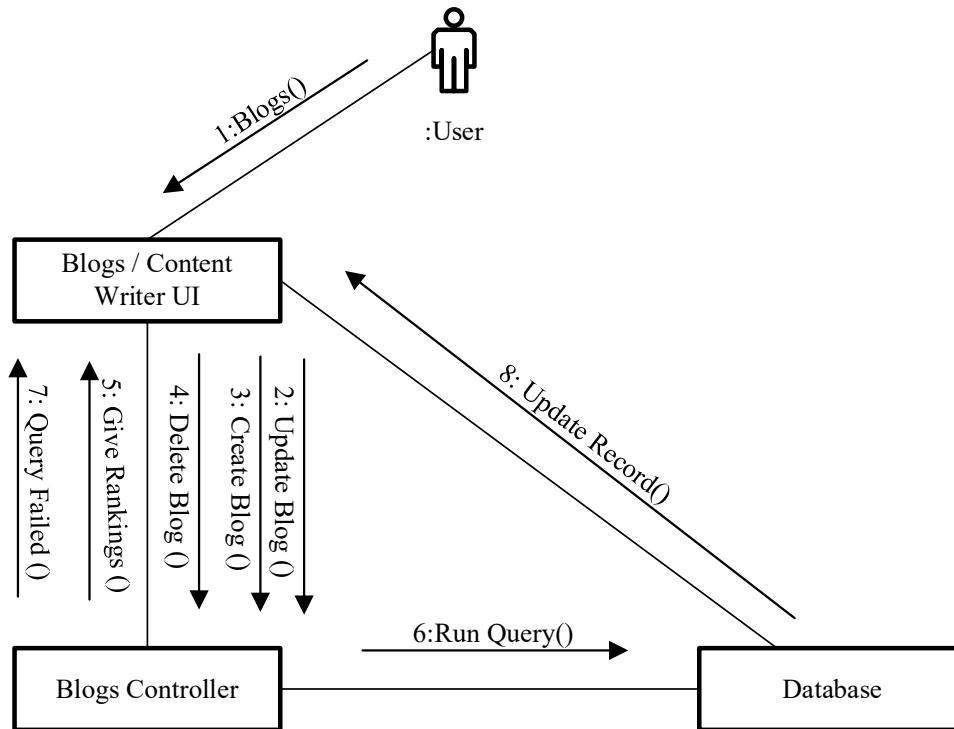 1:Blogs()
:User
Blogs / Content
Writer UI
7: Query Failed ()
5: Give Rankings ()
4: Delete Blog ()
3: Create Blog ()
2: Update Blog ()
8: Update Record()
6:Run Query()
Blogs Controller
Database